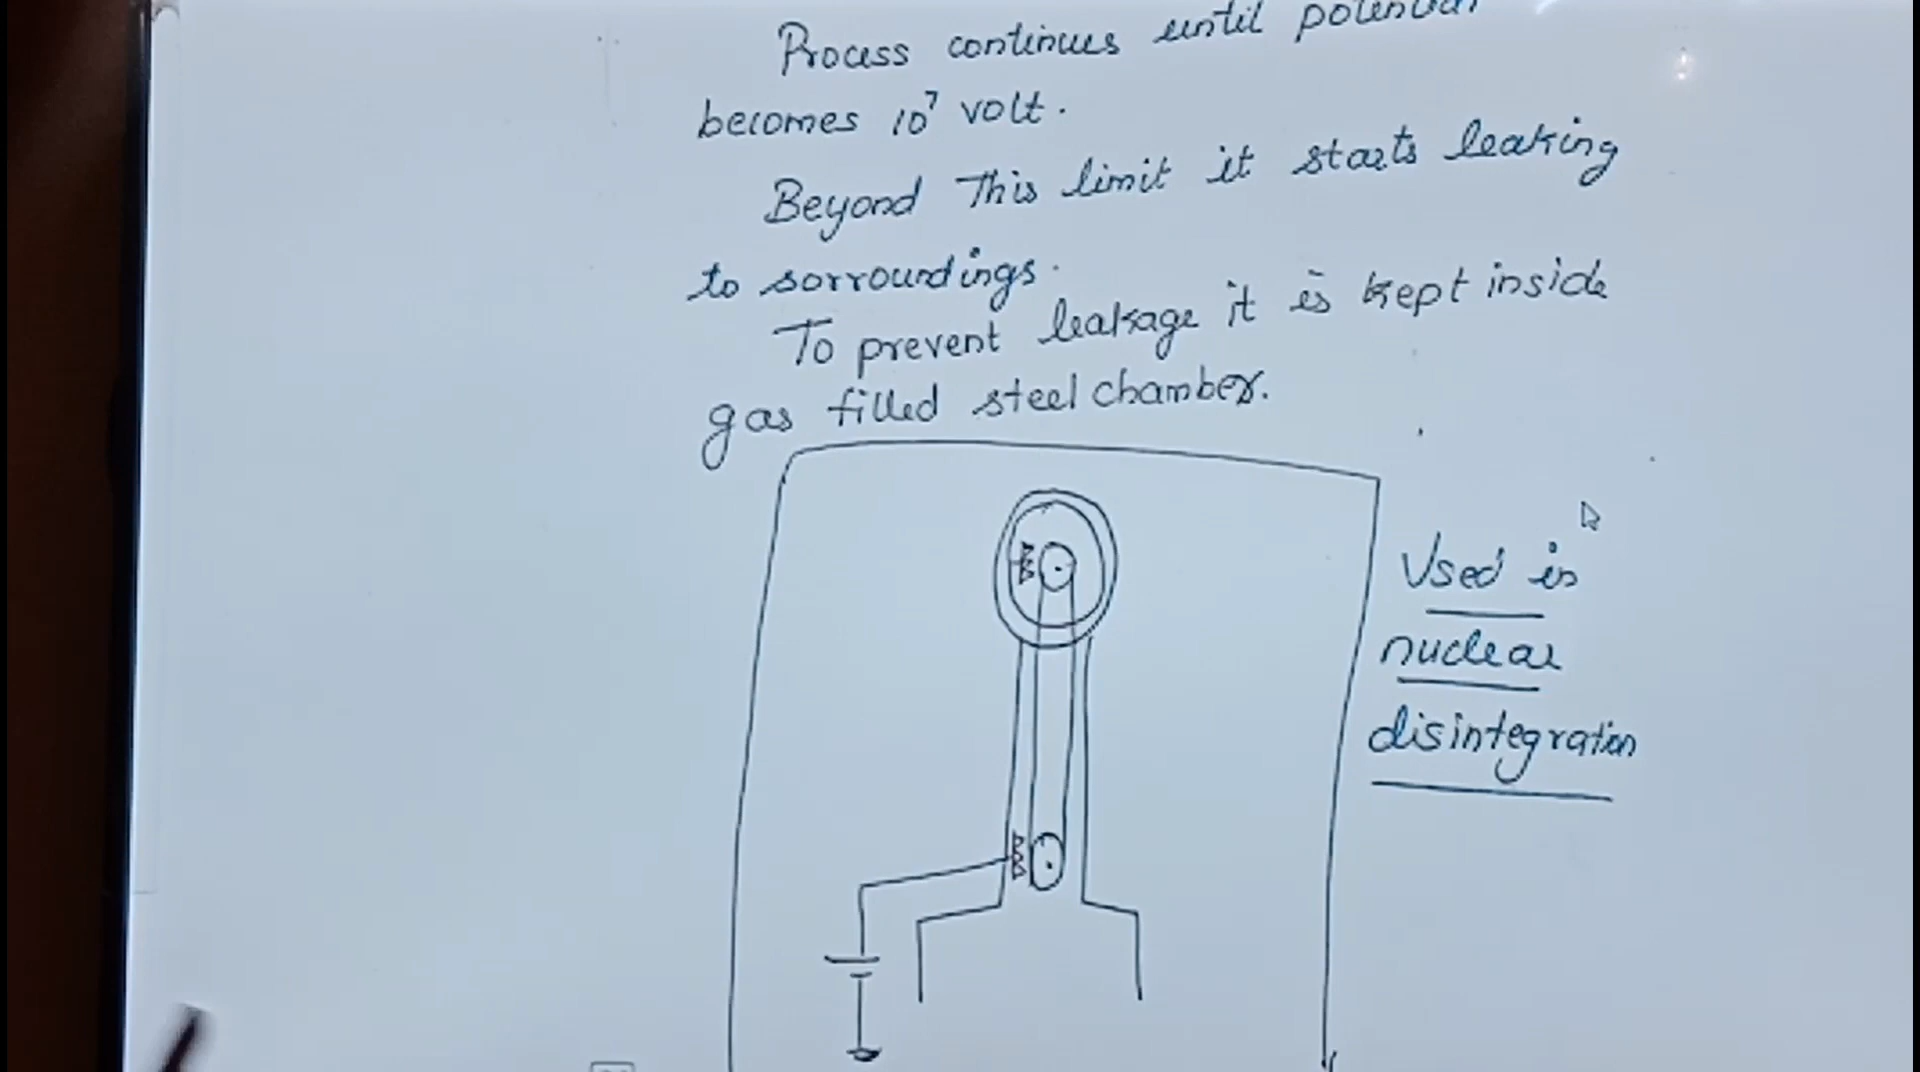 Process continues until potential
becomes 10⁷ volt.
Beyond This limit it starts leaking
to sorroundings.
To prevent leakage it is kept inside
gas filled steel chamber.
Used in
nuclear
disintegration